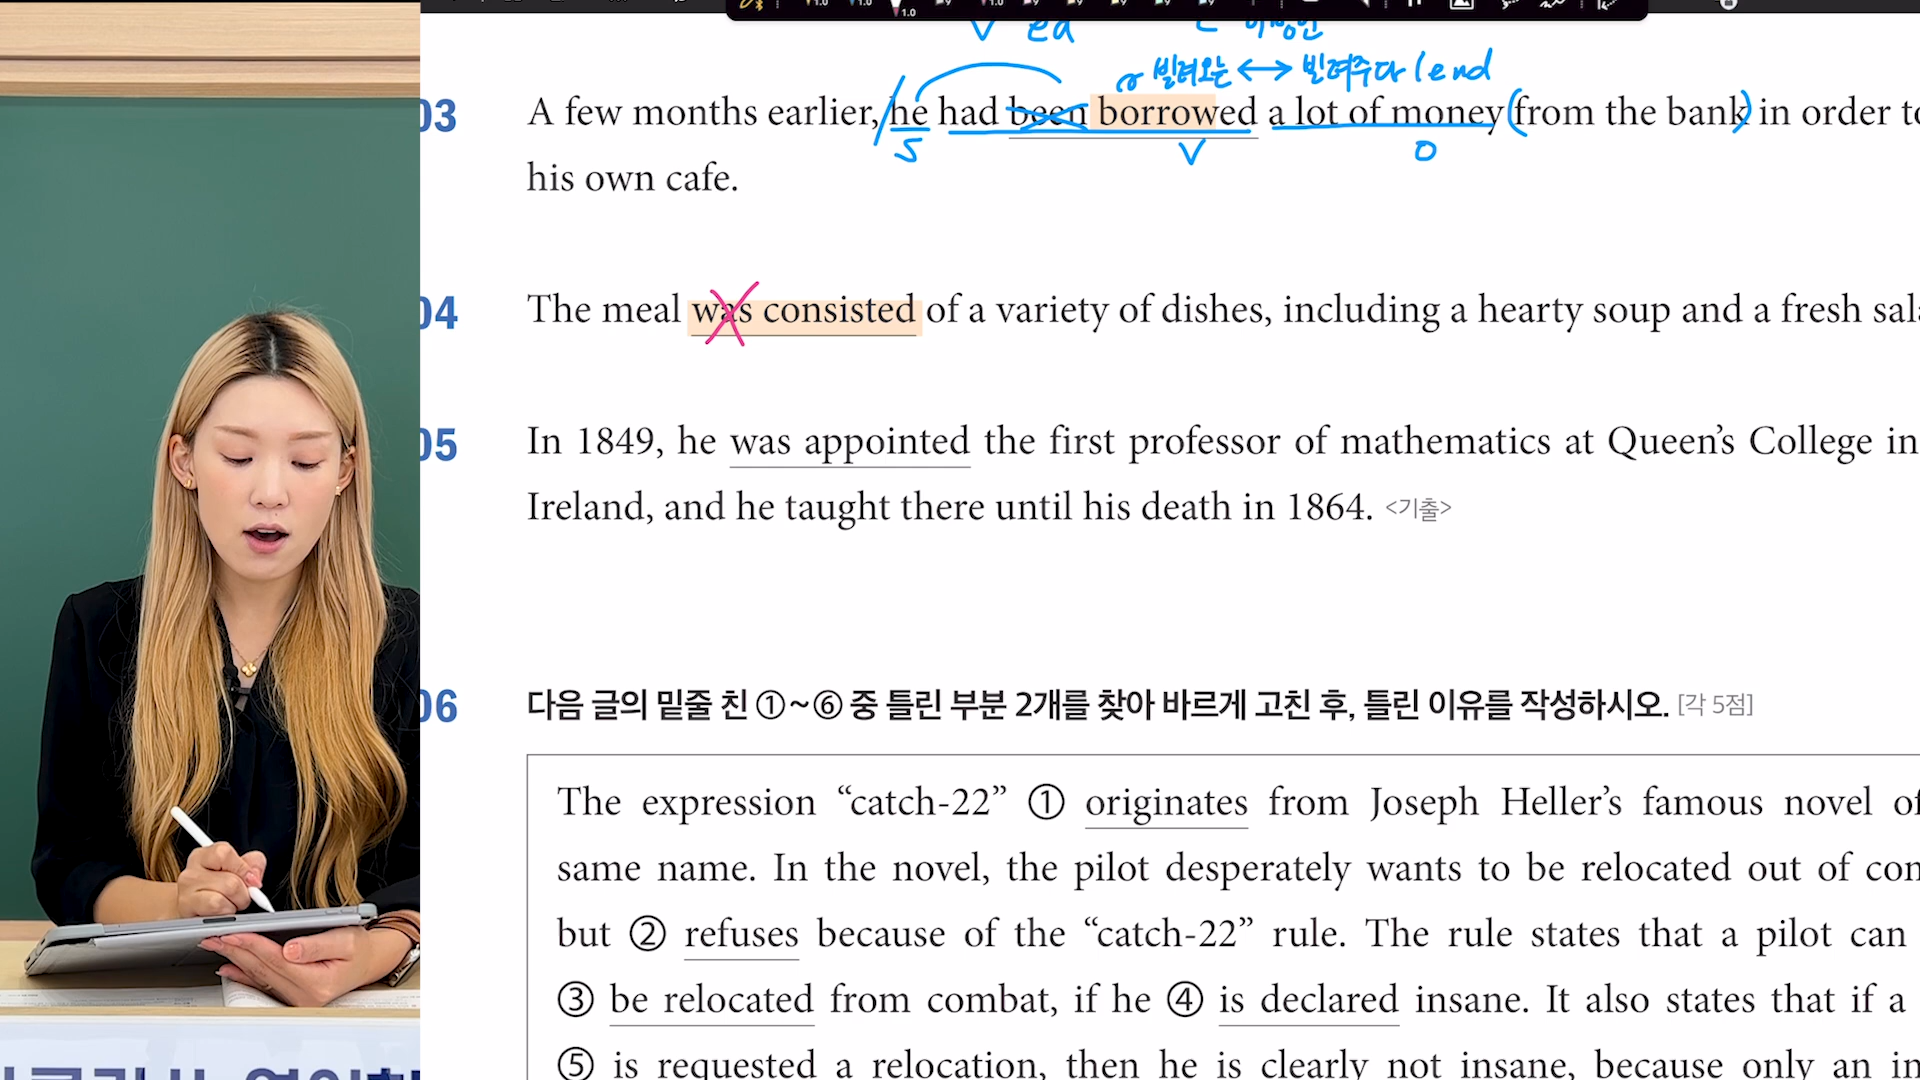 V ed
빌려오는 ↔ 빌려주다 lend
03 A few months earlier, he had been borrowed a lot of money (from the bank) in order to
S V O
his own cafe.
04 The meal was consisted of a variety of dishes, including a hearty soup and a fresh
05 In 1849, he was appointed the first professor of mathematics at Queen's College in
Ireland, and he taught there until his death in 1864. <기출>
06 다음 글의 밑줄 친 ①~⑥ 중 틀린 부분 2개를 찾아 바르게 고친 후, 틀린 이유를 작성하시오. [각 5점]
The expression “catch-22” ① originates from Joseph Heller’s famous novel of
same name. In the novel, the pilot desperately wants to be relocated out of
but ② refuses because of the “catch-22” rule. The rule states that a pilot can
③ be relocated from combat, if he ④ is declared insane. It also states that if a
⑤ is requested a relocation, then he is clearly not insane, because only an